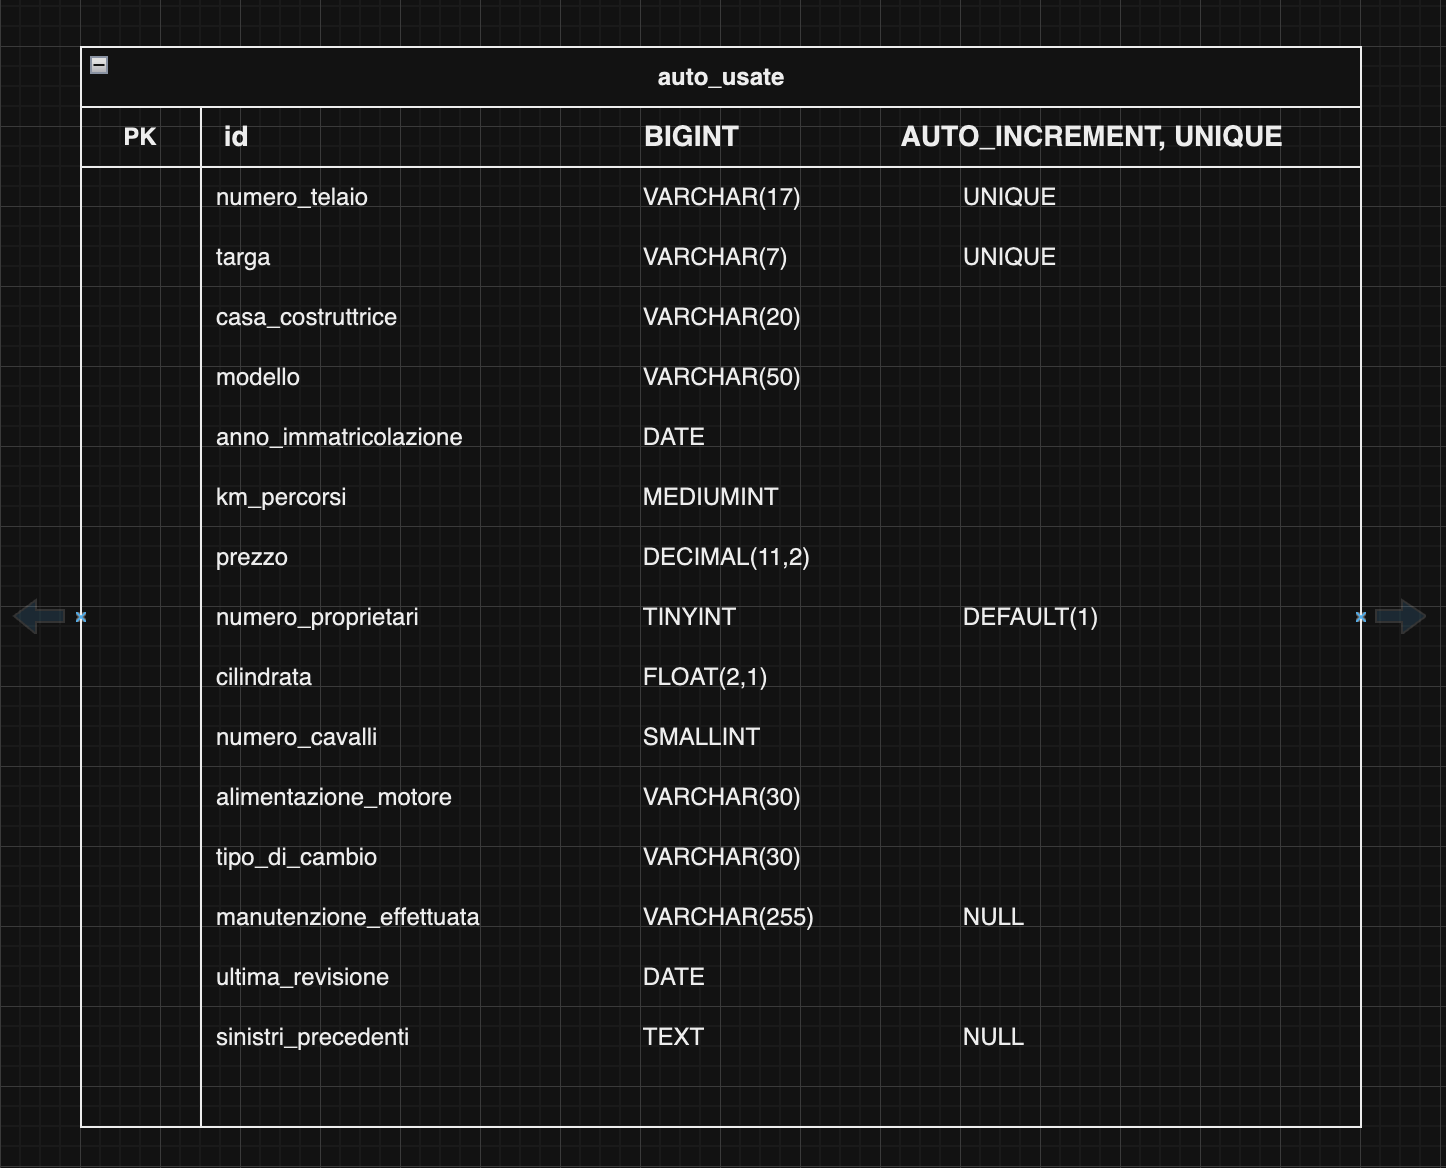 auto_usate
PK id BIGINT AUTO_INCREMENT, UNIQUE
numero_telaio VARCHAR(17) UNIQUE
targa VARCHAR(7) UNIQUE
casa_costruttrice VARCHAR(20)
modello VARCHAR(50)
anno_immatricolazione DATE
km_percorsi MEDIUMINT
prezzo DECIMAL(11,2)
numero_proprietari TINYINT DEFAULT(1)
cilindrata FLOAT(2,1)
numero_cavalli SMALLINT
alimentazione_motore VARCHAR(30)
tipo_di_cambio VARCHAR(30)
manutenzione_effettuata VARCHAR(255) NULL
ultima_revisione DATE
sinistri_precedenti TEXT NULL